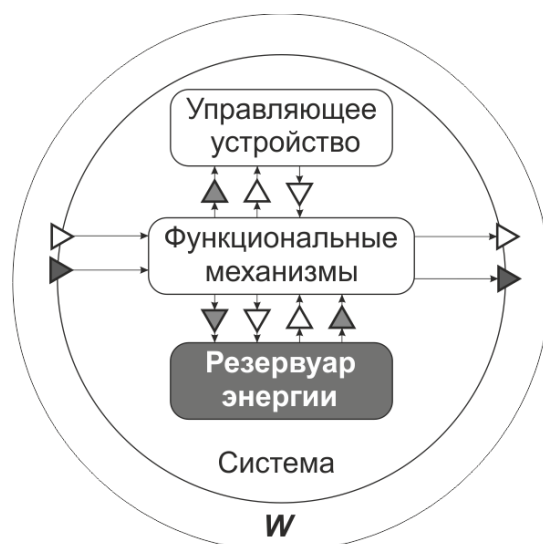 Управляющее
устройство
Функциональные
механизмы
Резервуар
энергии
Система
W